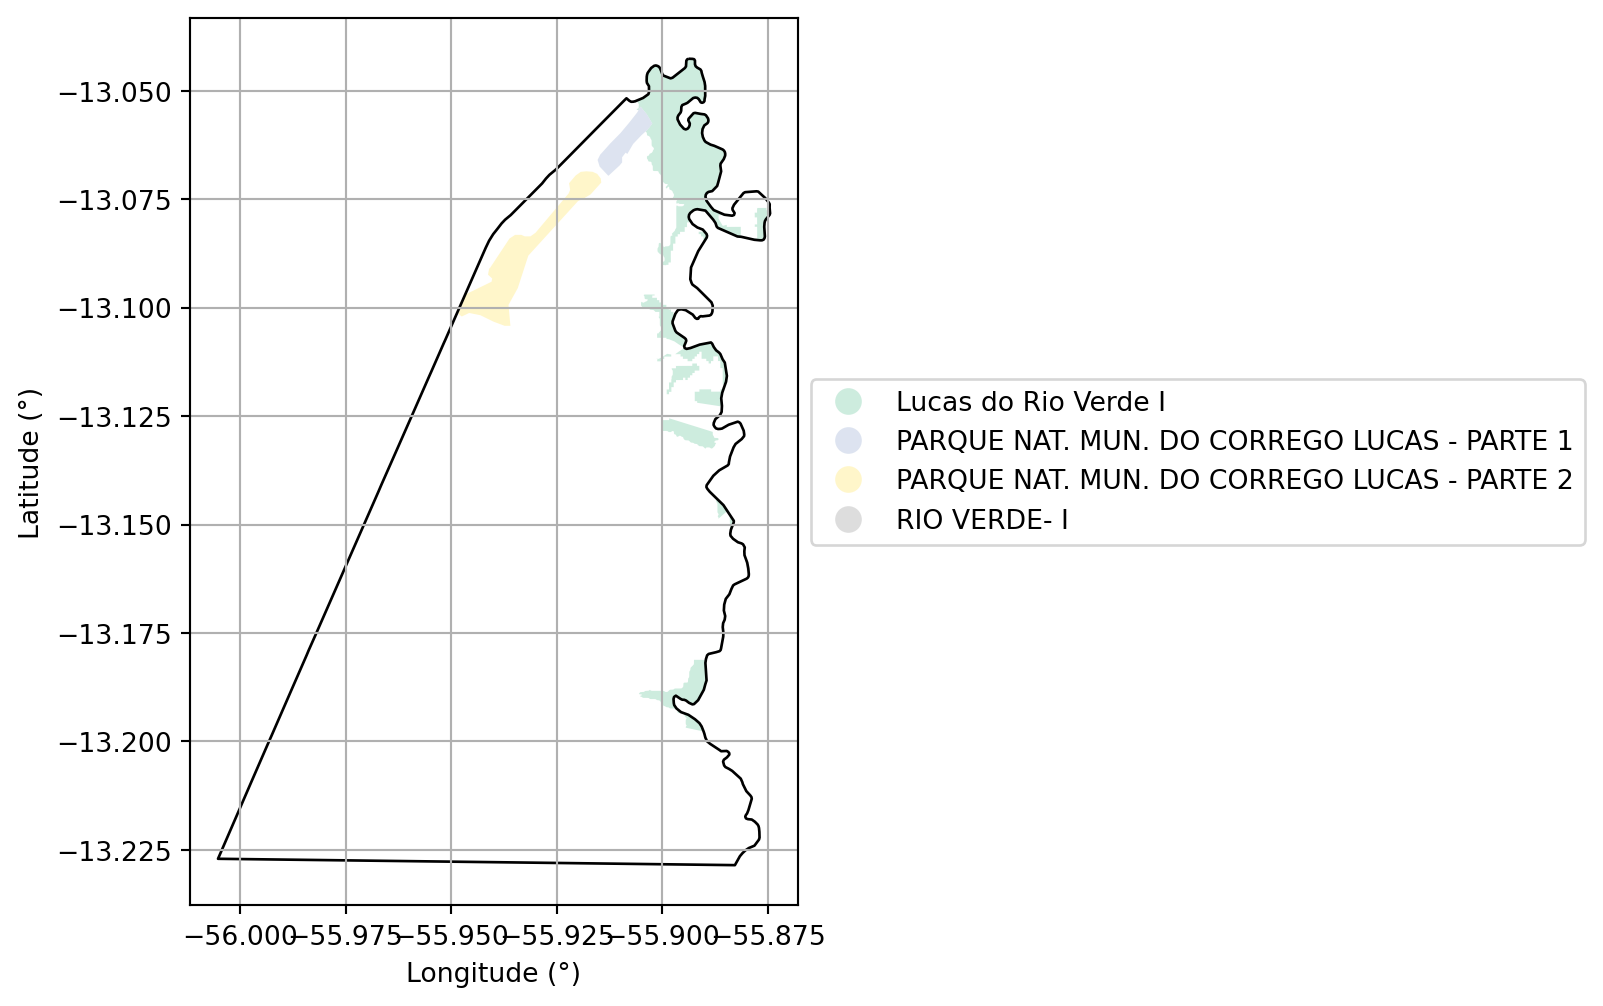 −13.050
−13.075
−13.100
−13.125
−13.150
−13.175
−13.200
−13.225
Latitude (°)
−56.000 −55.975 −55.950 −55.925 −55.900 −55.875
Longitude (°)
Lucas do Rio Verde I
PARQUE NAT. MUN. DO CORREGO LUCAS - PARTE 1
PARQUE NAT. MUN. DO CORREGO LUCAS - PARTE 2
RIO VERDE- I